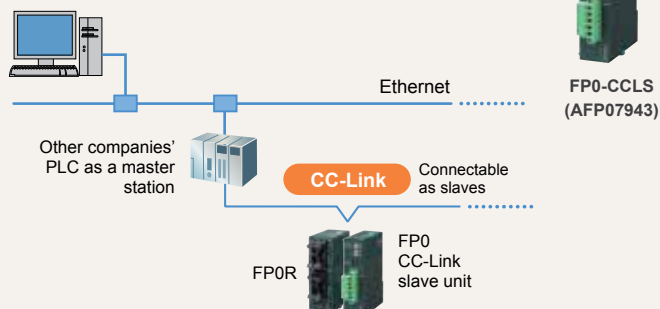 Ethernet
FP0-CCLS
(AFP07943)
Other companies'
PLC as a master
station
CC-Link
Connectable
as slaves
FP0R
FP0
CC-Link
slave unit